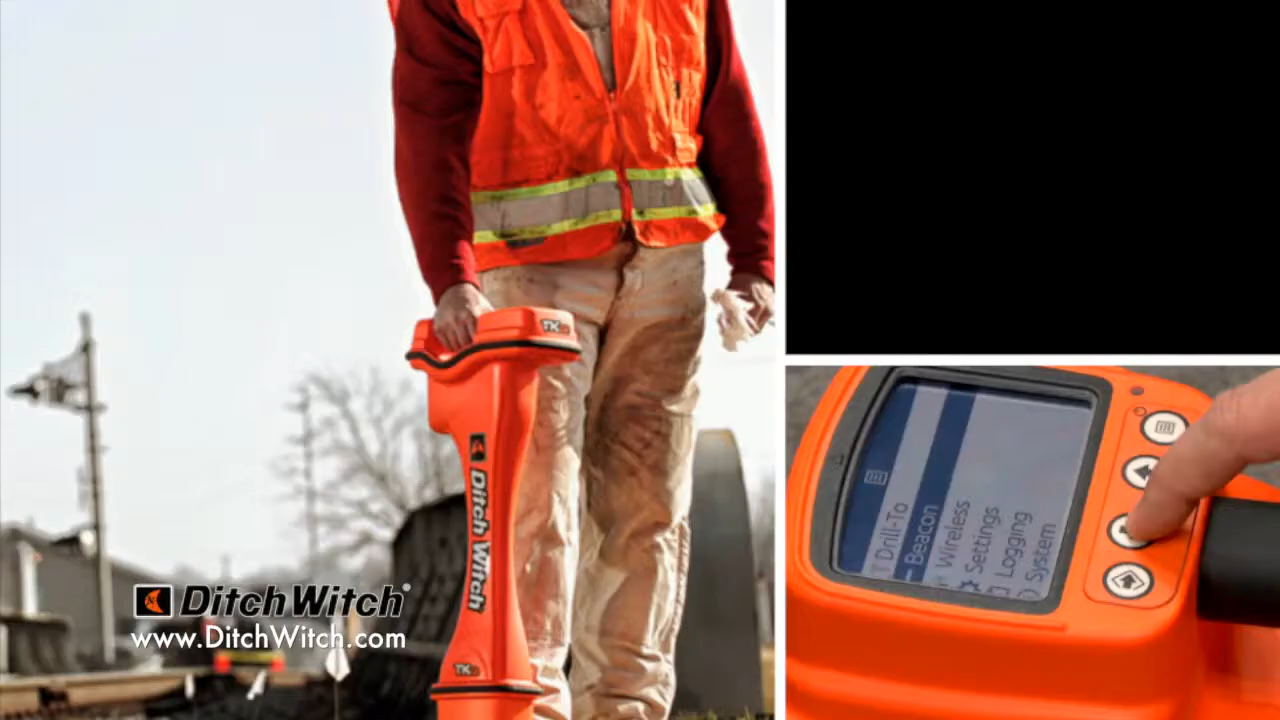 TK
Ditch Witch
TK
Ditch Witch®
www.DitchWitch.com
Drill-To
Beacon
Wireless
Settings
Logging
System